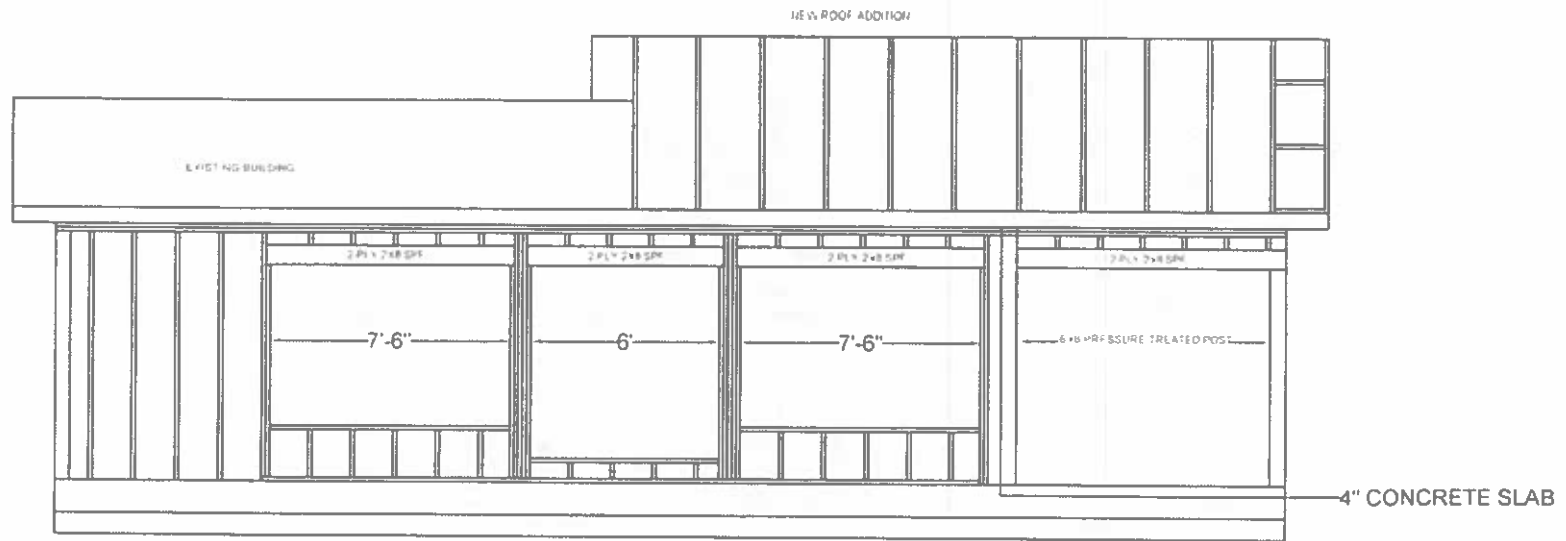 NEW ROOF ADDITION
EXISTING BUILDING
2-PLY 2x8 SPF
2-PLY 2x8 SPF
2-PLY 2x8 SPF
2-PLY 2x8 SPF
7'-6"
6'
7'-6"
6x6 PRESSURE TREATED POST
4" CONCRETE SLAB